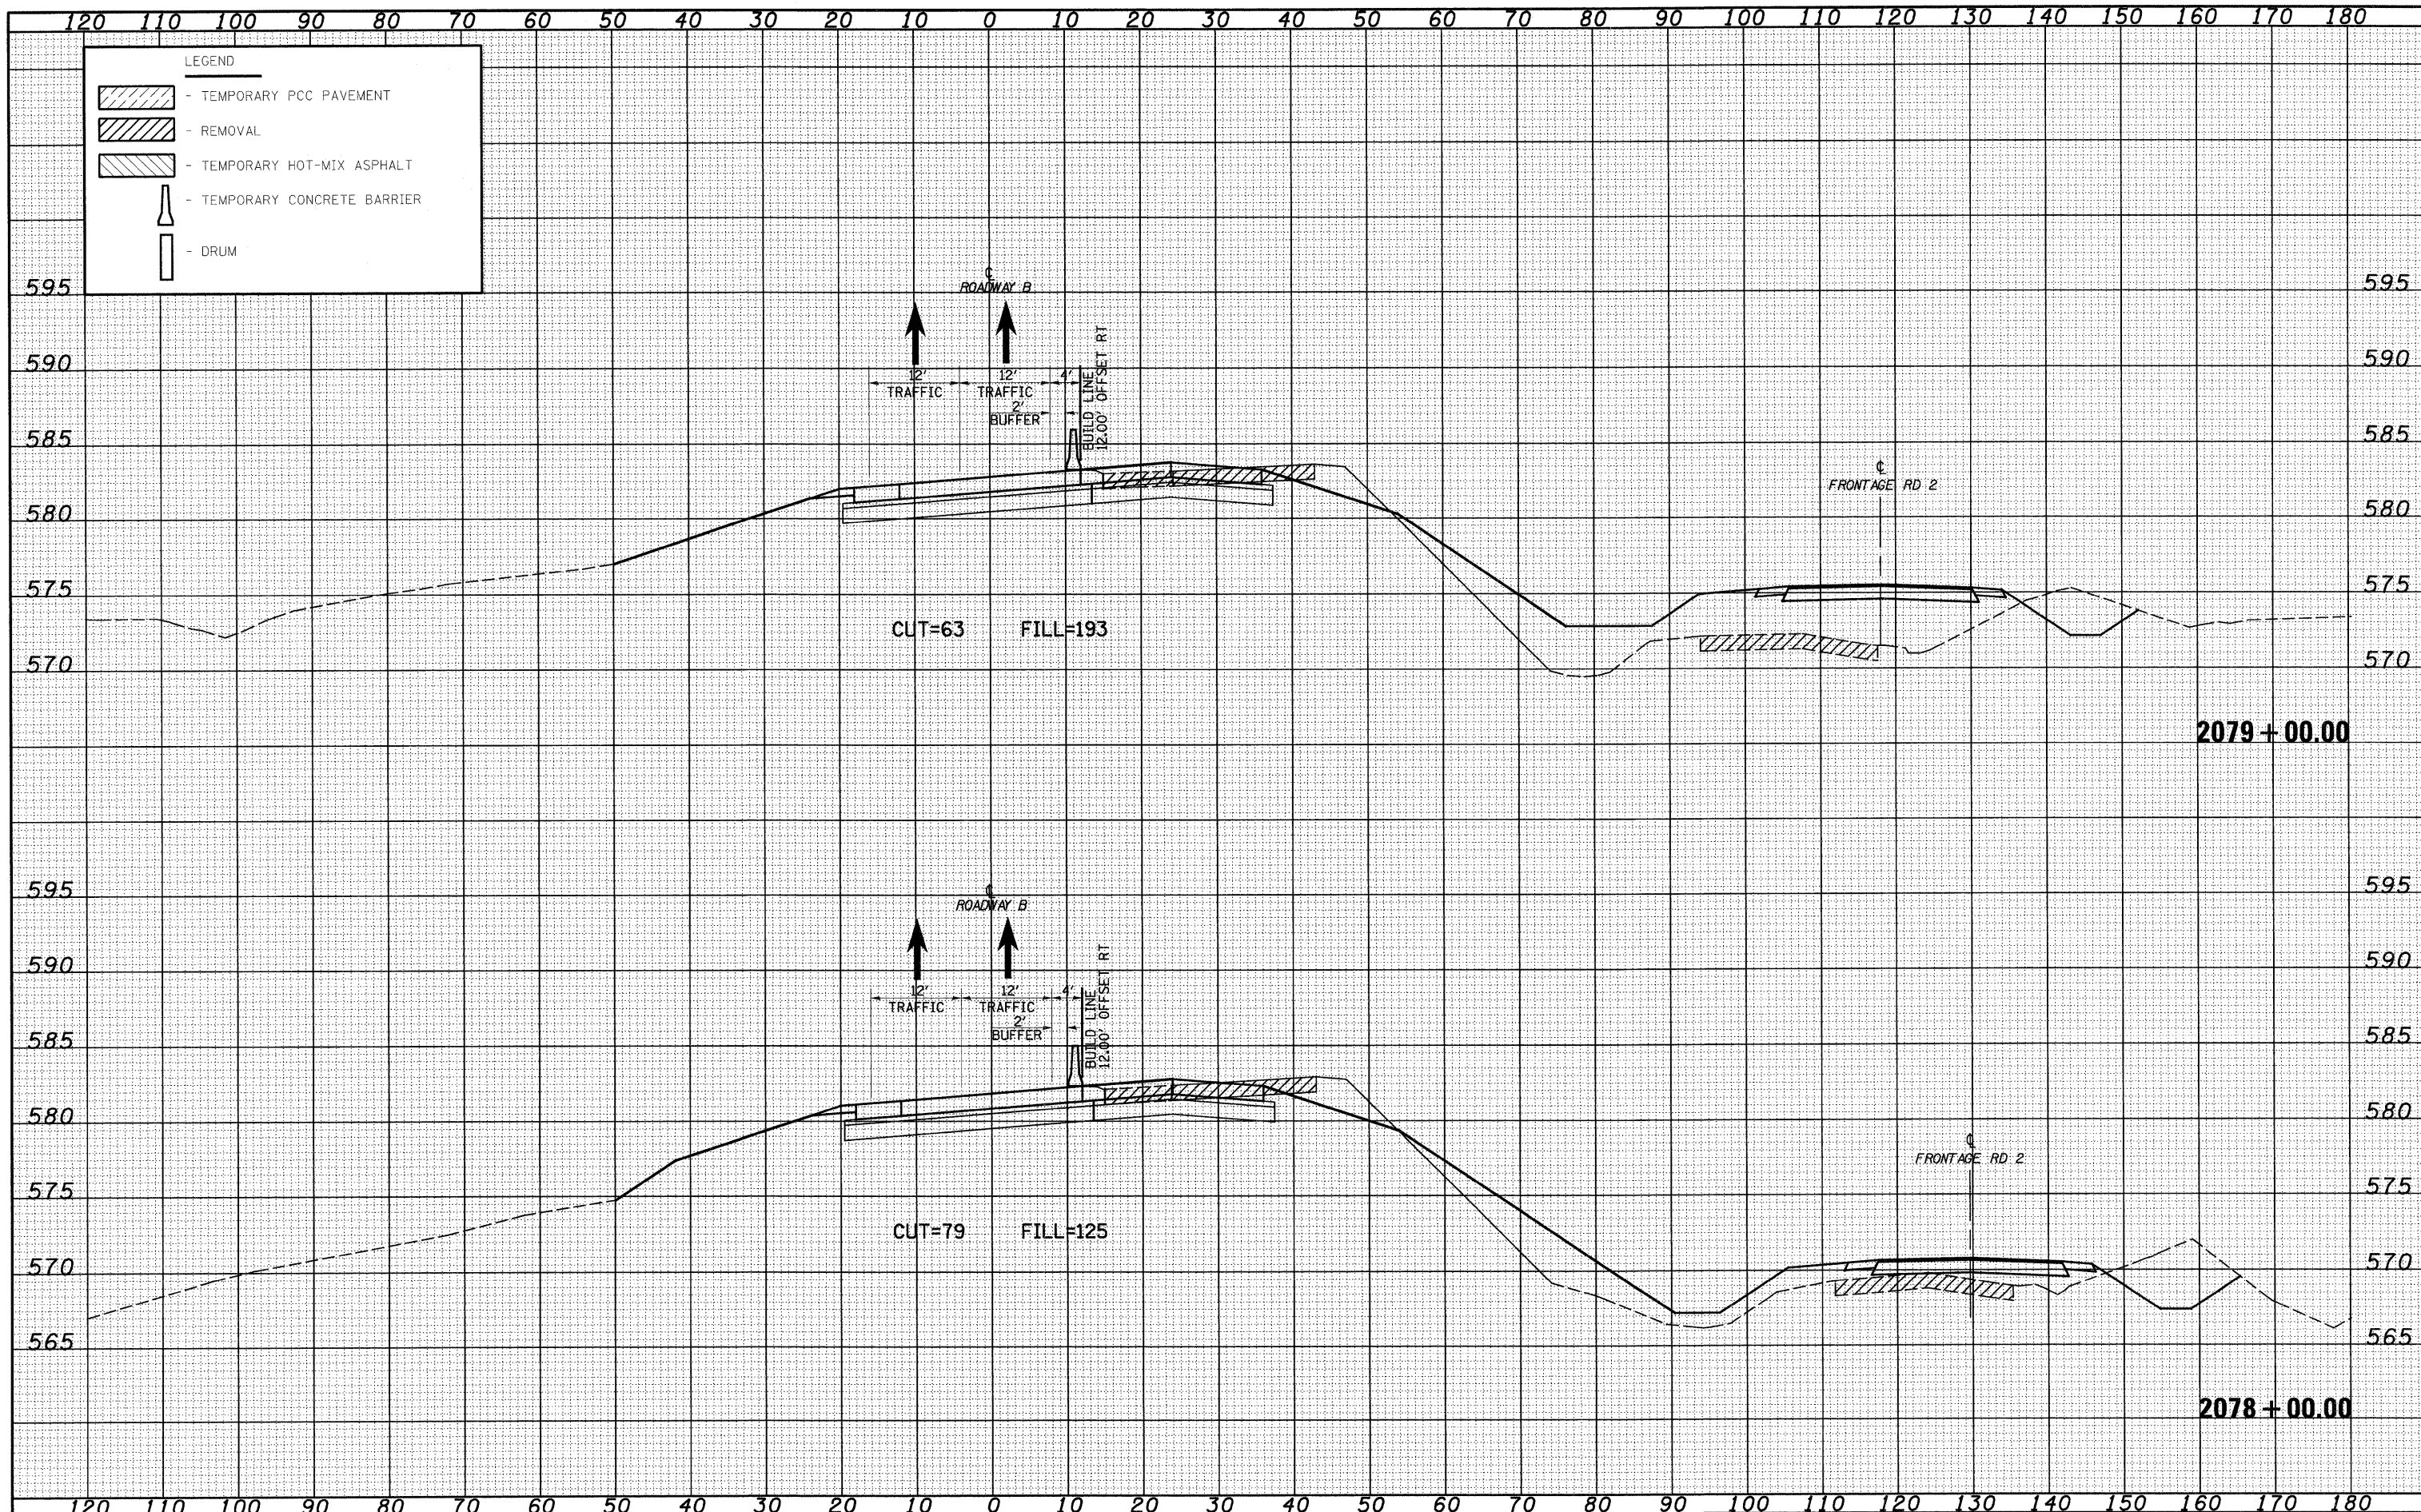 120 110 100 90 80 70 60 50 40 30 20 10 0 10 20 30 40 50 60 70 80 90 100 110 120 130 140 150 160 170 180
LEGEND
- TEMPORARY PCC PAVEMENT
- REMOVAL
- TEMPORARY HOT-MIX ASPHALT
- TEMPORARY CONCRETE BARRIER
- DRUM
595 595
℄
ROADWAY B
590 590
12' 12' 4'
TRAFFIC TRAFFIC
2'
BUFFER
BUILD LINE
12.00' OFFSET RT
585 585
℄
FRONTAGE RD 2
580 580
575 575
CUT=63 FILL=193
570 570
2079+00.00
595 595
℄
ROADWAY B
590 590
12' 12' 4'
TRAFFIC TRAFFIC
2'
BUFFER
BUILD LINE
12.00' OFFSET RT
585 585
580 580
℄
FRONTAGE RD 2
575 575
CUT=79 FILL=125
570 570
565 565
2078+00.00
120 110 100 90 80 70 60 50 40 30 20 10 0 10 20 30 40 50 60 70 80 90 100 110 120 130 140 150 160 170 180